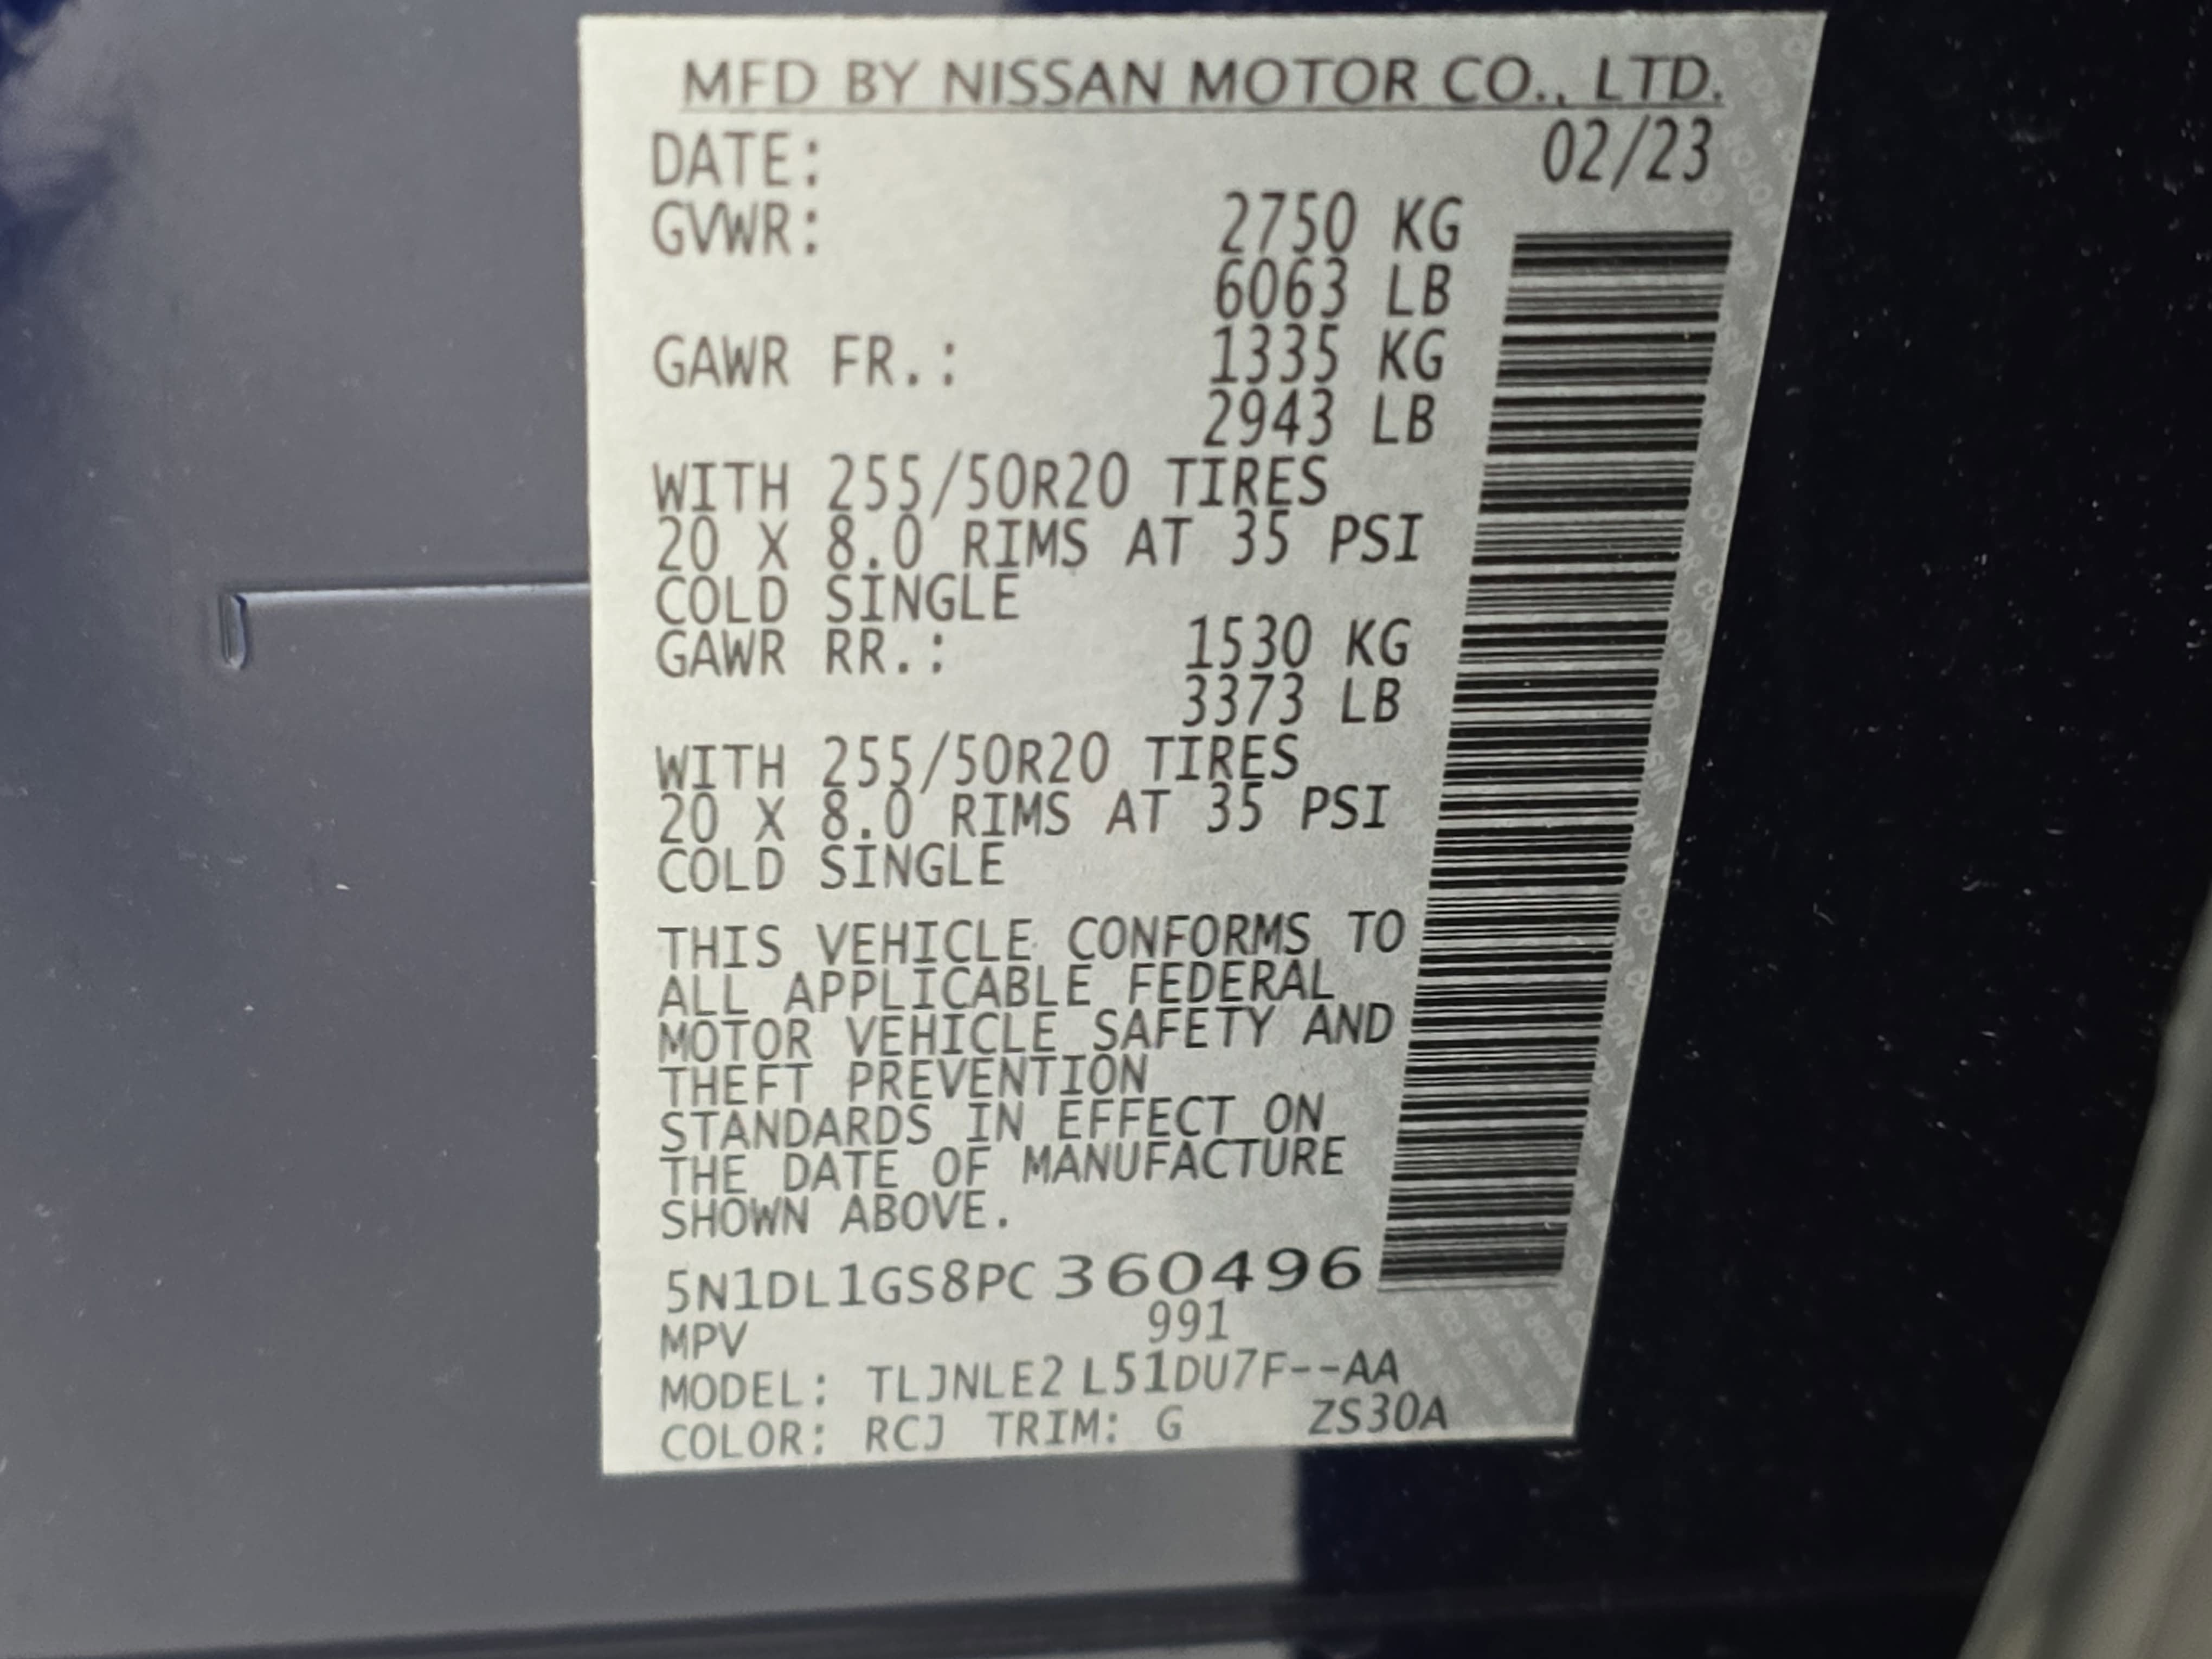 MFD BY NISSAN MOTOR CO., LTD.
DATE: 02/23
GVWR: 2750 KG
6063 LB
GAWR FR.: 1335 KG
2943 LB
WITH 255/50R20 TIRES
20 X 8.0 RIMS AT 35 PSI
COLD SINGLE
GAWR RR.: 1530 KG
3373 LB
WITH 255/50R20 TIRES
20 X 8.0 RIMS AT 35 PSI
COLD SINGLE
THIS VEHICLE CONFORMS TO
ALL APPLICABLE FEDERAL
MOTOR VEHICLE SAFETY AND
THEFT PREVENTION
STANDARDS IN EFFECT ON
THE DATE OF MANUFACTURE
SHOWN ABOVE.
5N1DL1GS8PC 360496
MPV 991
MODEL: TLJNLE2 L51DU7F--AA
COLOR: RCJ TRIM: G ZS30A